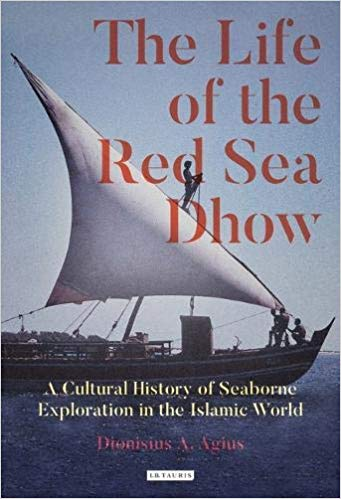 The Life
of the
Red Sea
Dhow
A Cultural History of Seaborne
Exploration in the Islamic World
Dionisius A. Agius
I.B. TAURIS